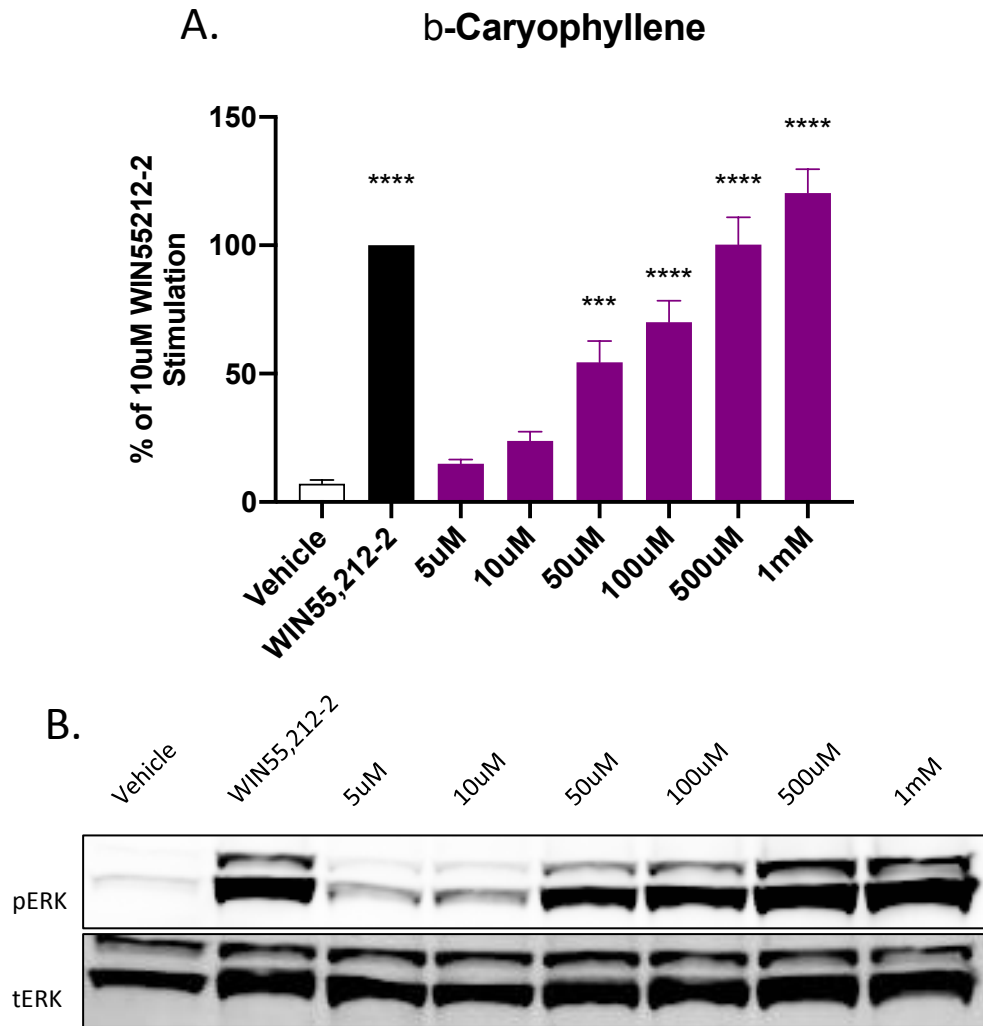 A.
b-Caryophyllene
% of 10uM WIN55212-2
Stimulation
150
100
50
0
****
***
****
****
****
Vehicle
WIN55,212-2
5uM
10uM
50uM
100uM
500uM
1mM
B.
Vehicle
WIN55,212-2
5uM
10uM
50uM
100uM
500uM
1mM
pERK
tERK